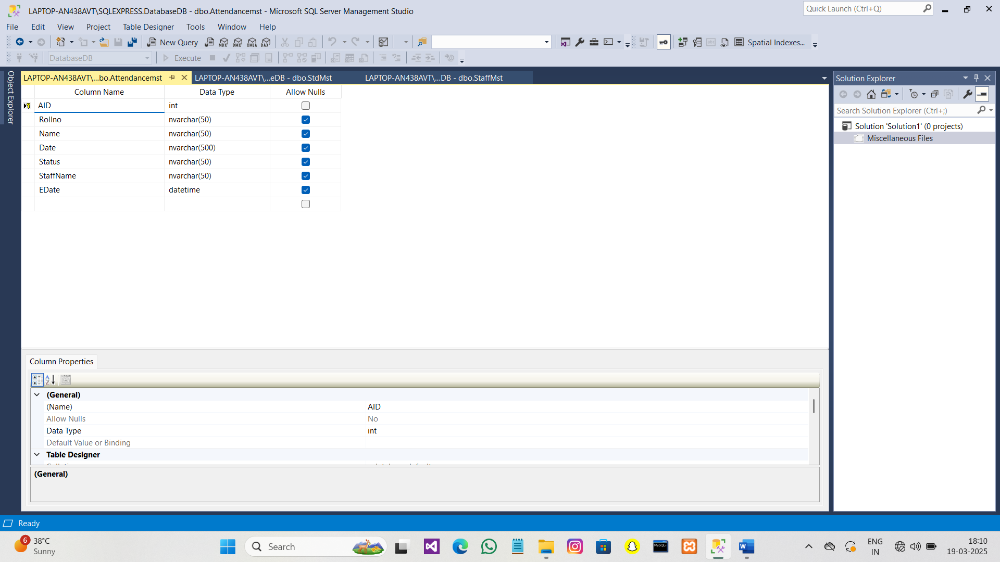 LAPTOP-AN438AVT\SQLEXPRESS.DatabaseDB - dbo.Attendancemst - Microsoft SQL Server Management Studio
Quick Launch (Ctrl+Q)
File Edit View Project Table Designer Tools Window Help
New Query MDX DMX XMLA DAX Spatial Indexes...
DatabaseDB Execute
Object Explorer
LAPTOP-AN438AVT\...bo.Attendancemst LAPTOP-AN438AVT\...eDB - dbo.StdMst LAPTOP-AN438AVT\...DB - dbo.StaffMst
Column Name Data Type Allow Nulls
AID int
Rollno nvarchar(50)
Name nvarchar(50)
Date nvarchar(500)
Status nvarchar(50)
StaffName nvarchar(50)
EDate datetime
Column Properties
(General)
(Name) AID
Allow Nulls No
Data Type int
Default Value or Binding
Table Designer
(General)
Solution Explorer
Search Solution Explorer (Ctrl+;)
Solution 'Solution1' (0 projects)
Miscellaneous Files
Ready
6
38°C
Sunny
Search
MySQL
W
ENG
IN
18:10
19-03-2025